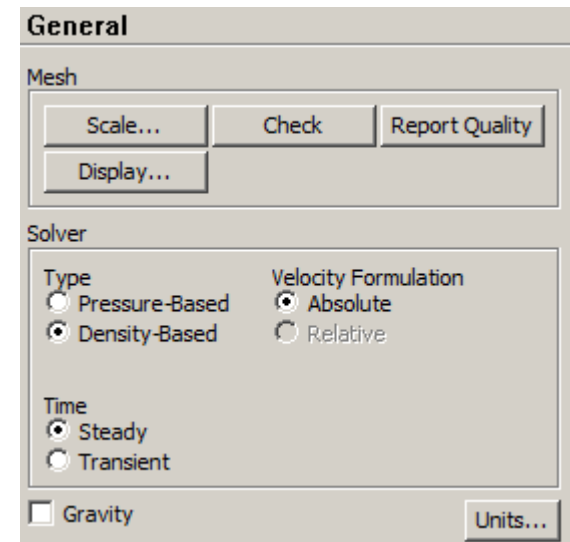 General
Mesh
Scale... Check Report Quality
Display...
Solver
Type Velocity Formulation
Pressure-Based Absolute
Density-Based Relative
Time
Steady
Transient
Gravity Units...